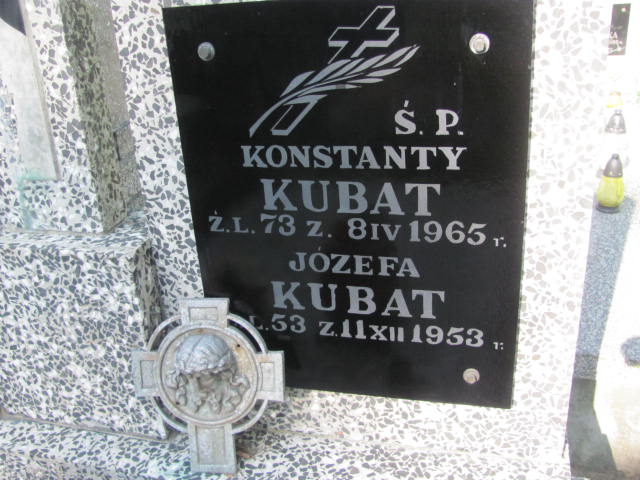 Ś. P.
KONSTANTY
KUBAT
Ż.L. 73 Z. 8 IV 1965 r.
JÓZEFA
KUBAT
L. 53 Z. 11 XII 1953 r.